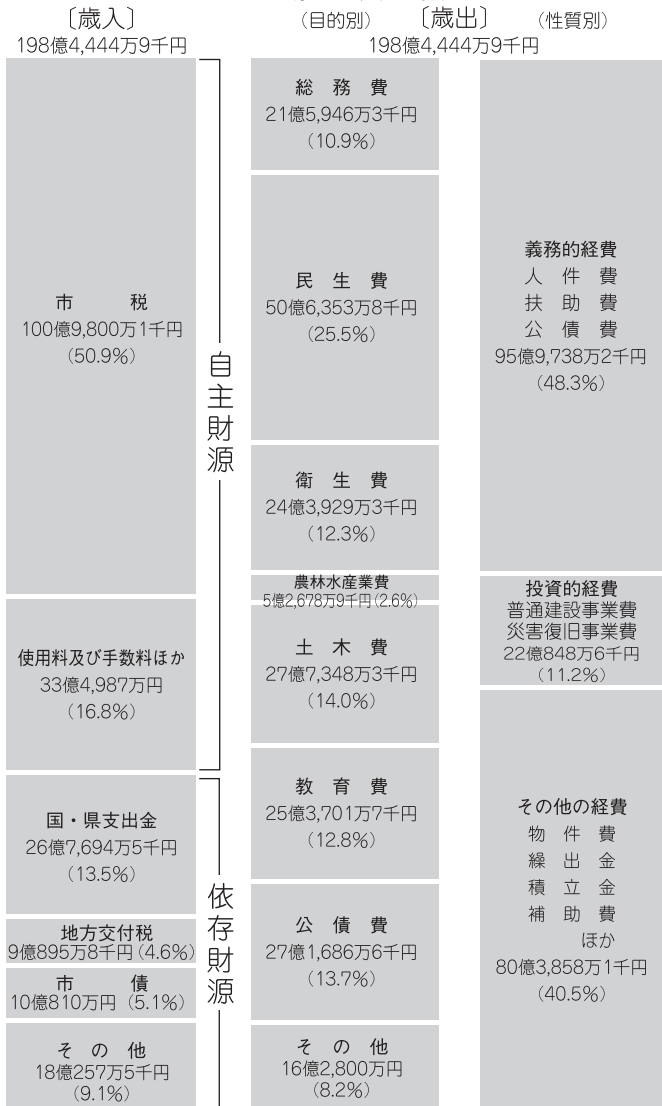 〔歳入〕
198億4,444万9千円
市税
100億9,800万1千円
(50.9%)
使用料及び手数料ほか
33億4,987万円
(16.8%)
自主財源
国・県支出金
26億7,694万5千円
(13.5%)
地方交付税
9億895万8千円(4.6%)
市債
10億810万円(5.1%)
その他
18億257万5千円
(9.1%)
依存財源
(目的別)〔歳出〕(性質別)
198億4,444万9千円
総務費
21億5,946万3千円
(10.9%)
民生費
50億6,353万8千円
(25.5%)
衛生費
24億3,929万3千円
(12.3%)
農林水産業費
5億2,678万9千円(2.6%)
土木費
27億7,348万3千円
(14.0%)
教育費
25億3,701万7千円
(12.8%)
公債費
27億1,686万6千円
(13.7%)
その他
16億2,800万円
(8.2%)
義務的経費
人件費
扶助費
公債費
95億9,738万2千円
(48.3%)
投資的経費
普通建設事業費
災害復旧事業費
22億848万6千円
(11.2%)
その他の経費
物件費
繰出金
積立金
補助費
ほか
80億3,858万1千円
(40.5%)